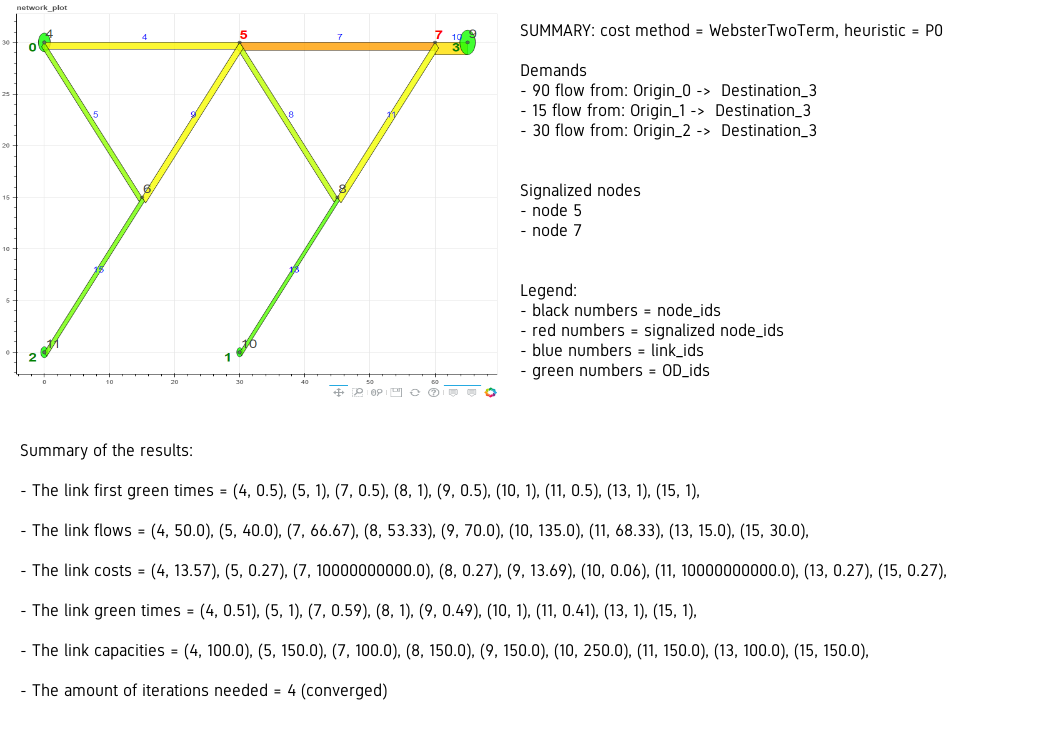 network_plot
SUMMARY: cost method = WebsterTwoTerm, heuristic = P0
Demands
- 90 flow from: Origin_0 -> Destination_3
- 15 flow from: Origin_1 -> Destination_3
- 30 flow from: Origin_2 -> Destination_3
Signalized nodes
- node 5
- node 7
Legend:
- black numbers = node_ids
- red numbers = signalized node_ids
- blue numbers = link_ids
- green numbers = OD_ids
4 4 5 7 7 10 9
0 3
30
5 9 8 11
25
20
6 8
15
10
15 13
5
11 10
0
2 1
0 10 20 30 40 50 60
Summary of the results:
- The link first green times = (4, 0.5), (5, 1), (7, 0.5), (8, 1), (9, 0.5), (10, 1), (11, 0.5), (13, 1), (15, 1),
- The link flows = (4, 50.0), (5, 40.0), (7, 66.67), (8, 53.33), (9, 70.0), (10, 135.0), (11, 68.33), (13, 15.0), (15, 30.0),
- The link costs = (4, 13.57), (5, 0.27), (7, 10000000000.0), (8, 0.27), (9, 13.69), (10, 0.06), (11, 10000000000.0), (13, 0.27), (15, 0.27),
- The link green times = (4, 0.51), (5, 1), (7, 0.59), (8, 1), (9, 0.49), (10, 1), (11, 0.41), (13, 1), (15, 1),
- The link capacities = (4, 100.0), (5, 150.0), (7, 100.0), (8, 150.0), (9, 150.0), (10, 250.0), (11, 150.0), (13, 100.0), (15, 150.0),
- The amount of iterations needed = 4 (converged)